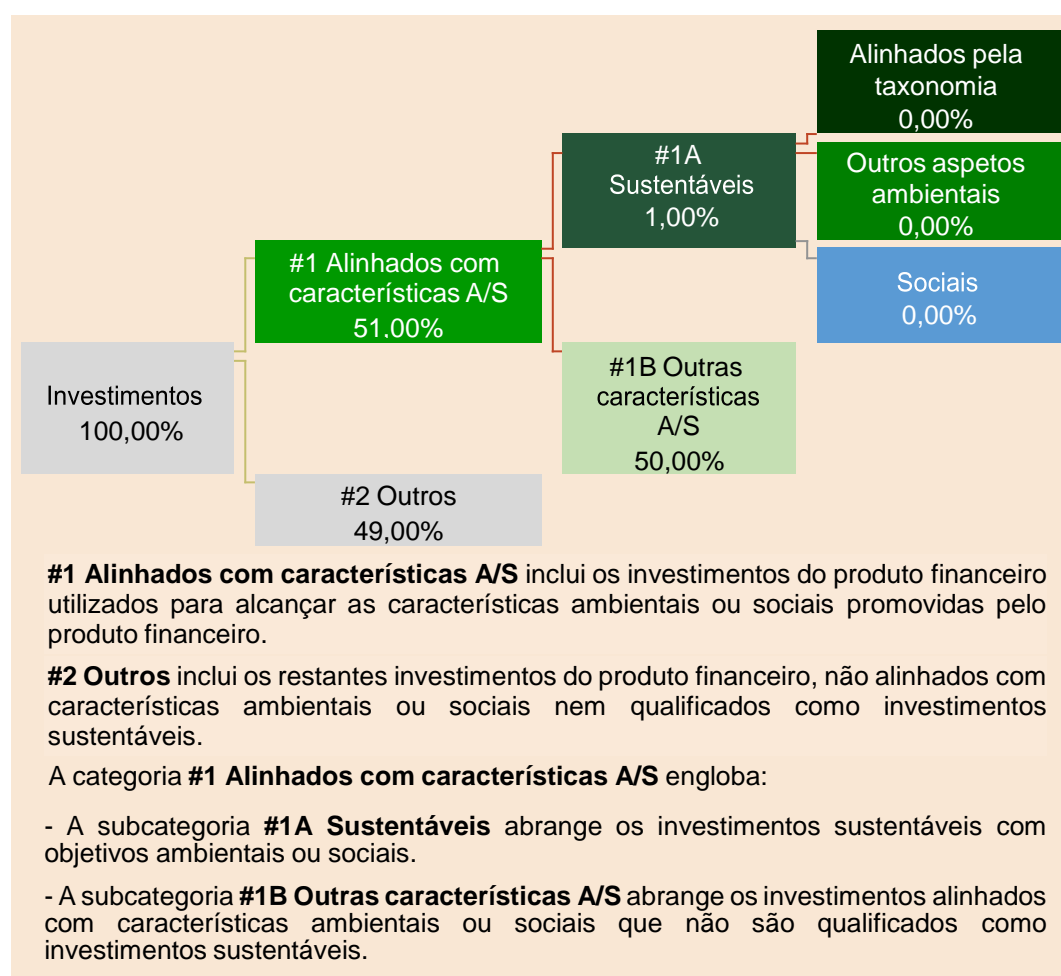 Alinhados pela
taxonomia
0,00%
#1A
Sustentáveis
1,00%
Outros aspetos
ambientais
0,00%
#1 Alinhados com
características A/S
51,00%
Sociais
0,00%
Investimentos
100,00%
#1B Outras
características
A/S
50,00%
#2 Outros
49,00%
#1 Alinhados com características A/S inclui os investimentos do produto financeiro
utilizados para alcançar as características ambientais ou sociais promovidas pelo
produto financeiro.
#2 Outros inclui os restantes investimentos do produto financeiro, não alinhados com
características ambientais ou sociais nem qualificados como investimentos
sustentáveis.
A categoria #1 Alinhados com características A/S engloba:
- A subcategoria #1A Sustentáveis abrange os investimentos sustentáveis com
objetivos ambientais ou sociais.
- A subcategoria #1B Outras características A/S abrange os investimentos alinhados
com características ambientais ou sociais que não são qualificados como
investimentos sustentáveis.